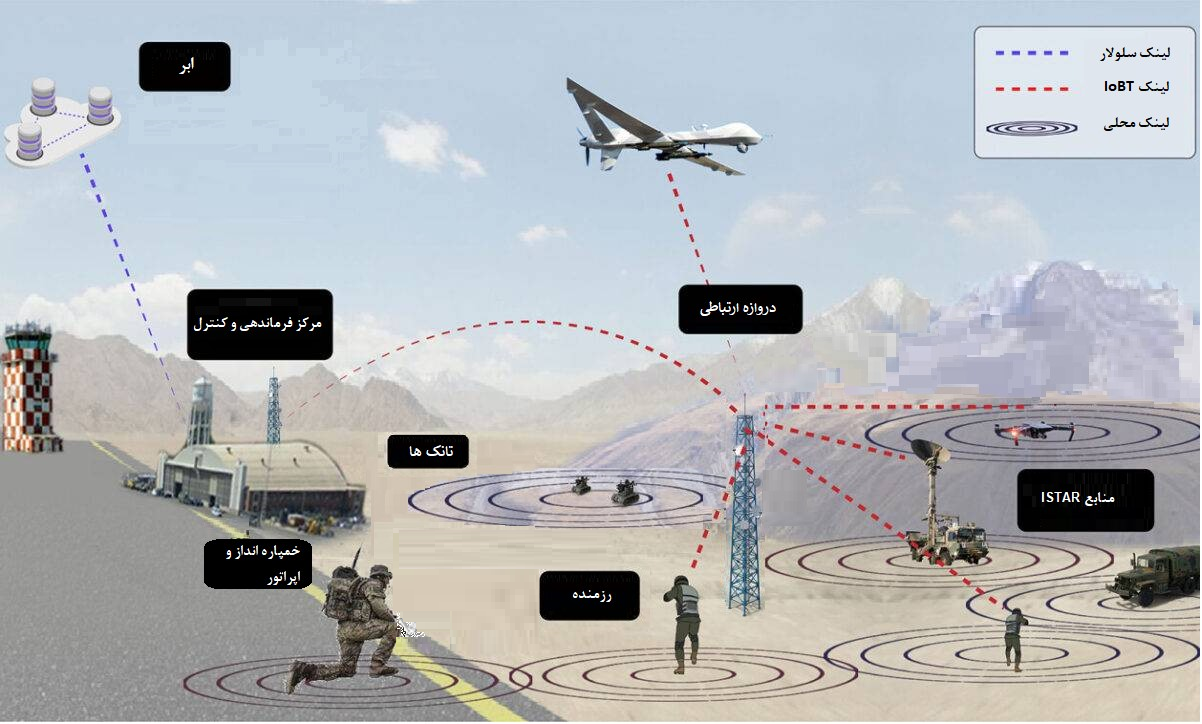 ابر
لینک سلولار
لینک IoBT
لینک محلی
دروازه ارتباطی
مرکز فرماندهی و کنترل
تانک ها
منابع ISTAR
خمپاره انداز و
اپراتور
رزمنده